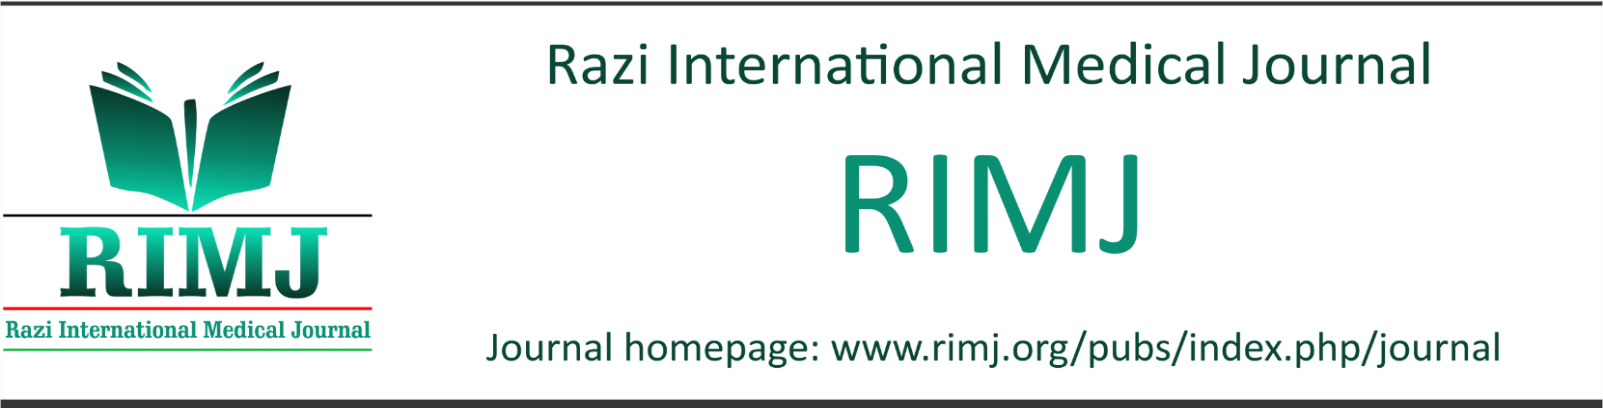 RIMJ
Razi International Medical Journal
Razi International Medical Journal
RIMJ
Journal homepage: www.rimj.org/pubs/index.php/journal